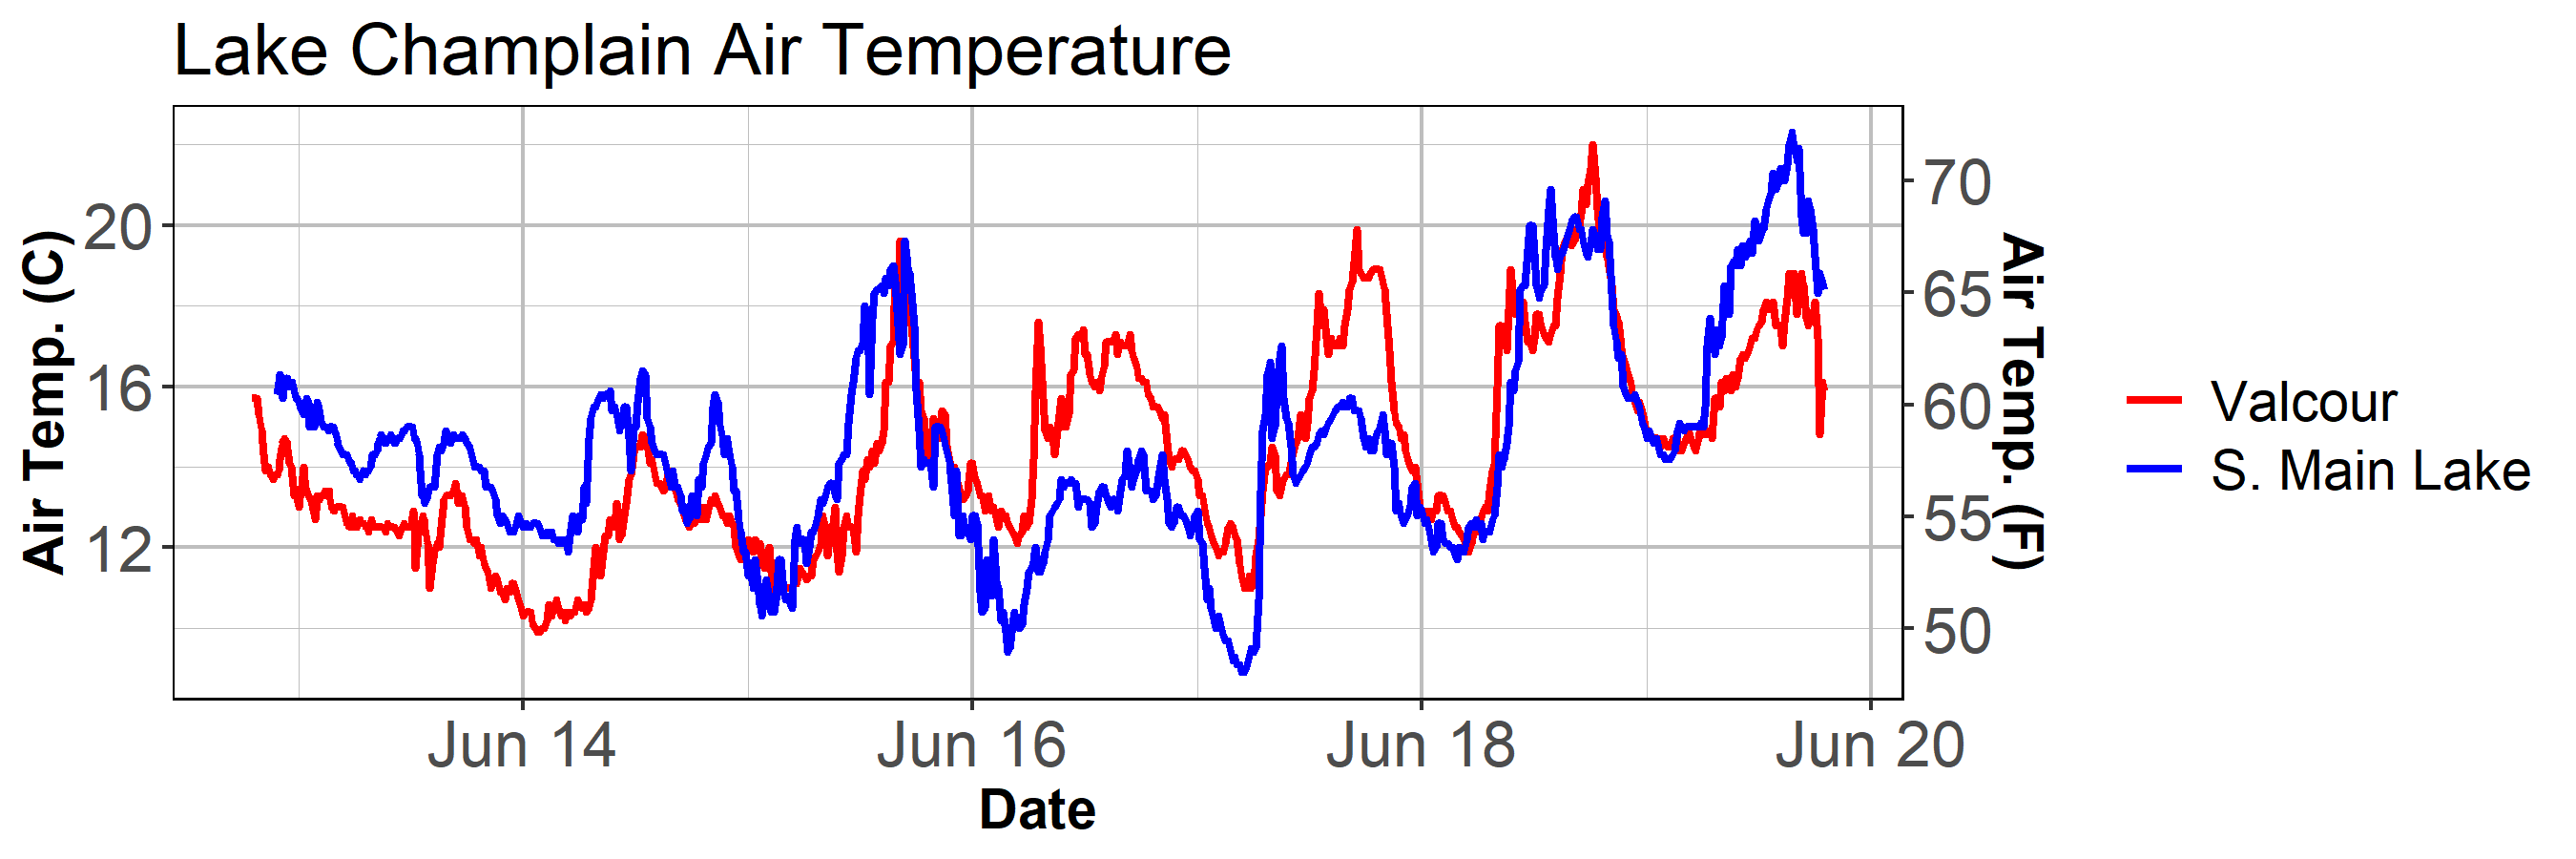 Lake Champlain Air Temperature
Air Temp. (C)
20
16
12
70
65
60
55
50
Air Temp. (F)
Jun 14
Jun 16
Jun 18
Jun 20
Date
Valcour
S. Main Lake